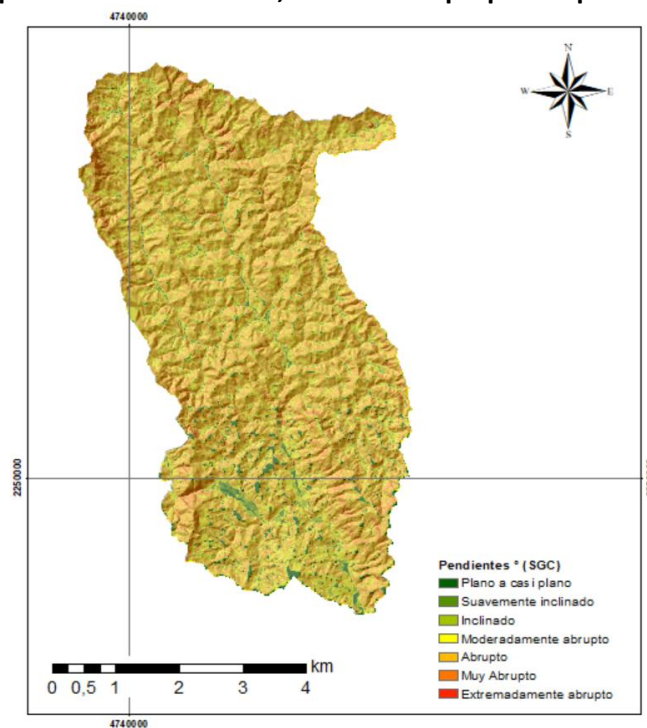 4740000
N
W
E
S
2250000
Pendientes ° (SGC)
Plano a casi plano
Suavemente inclinado
Inclinado
Moderadamente abrupto
Abrupto
Muy Abrupto
Extremadamente abrupto
km
0 0,5 1 2 3 4
4740000